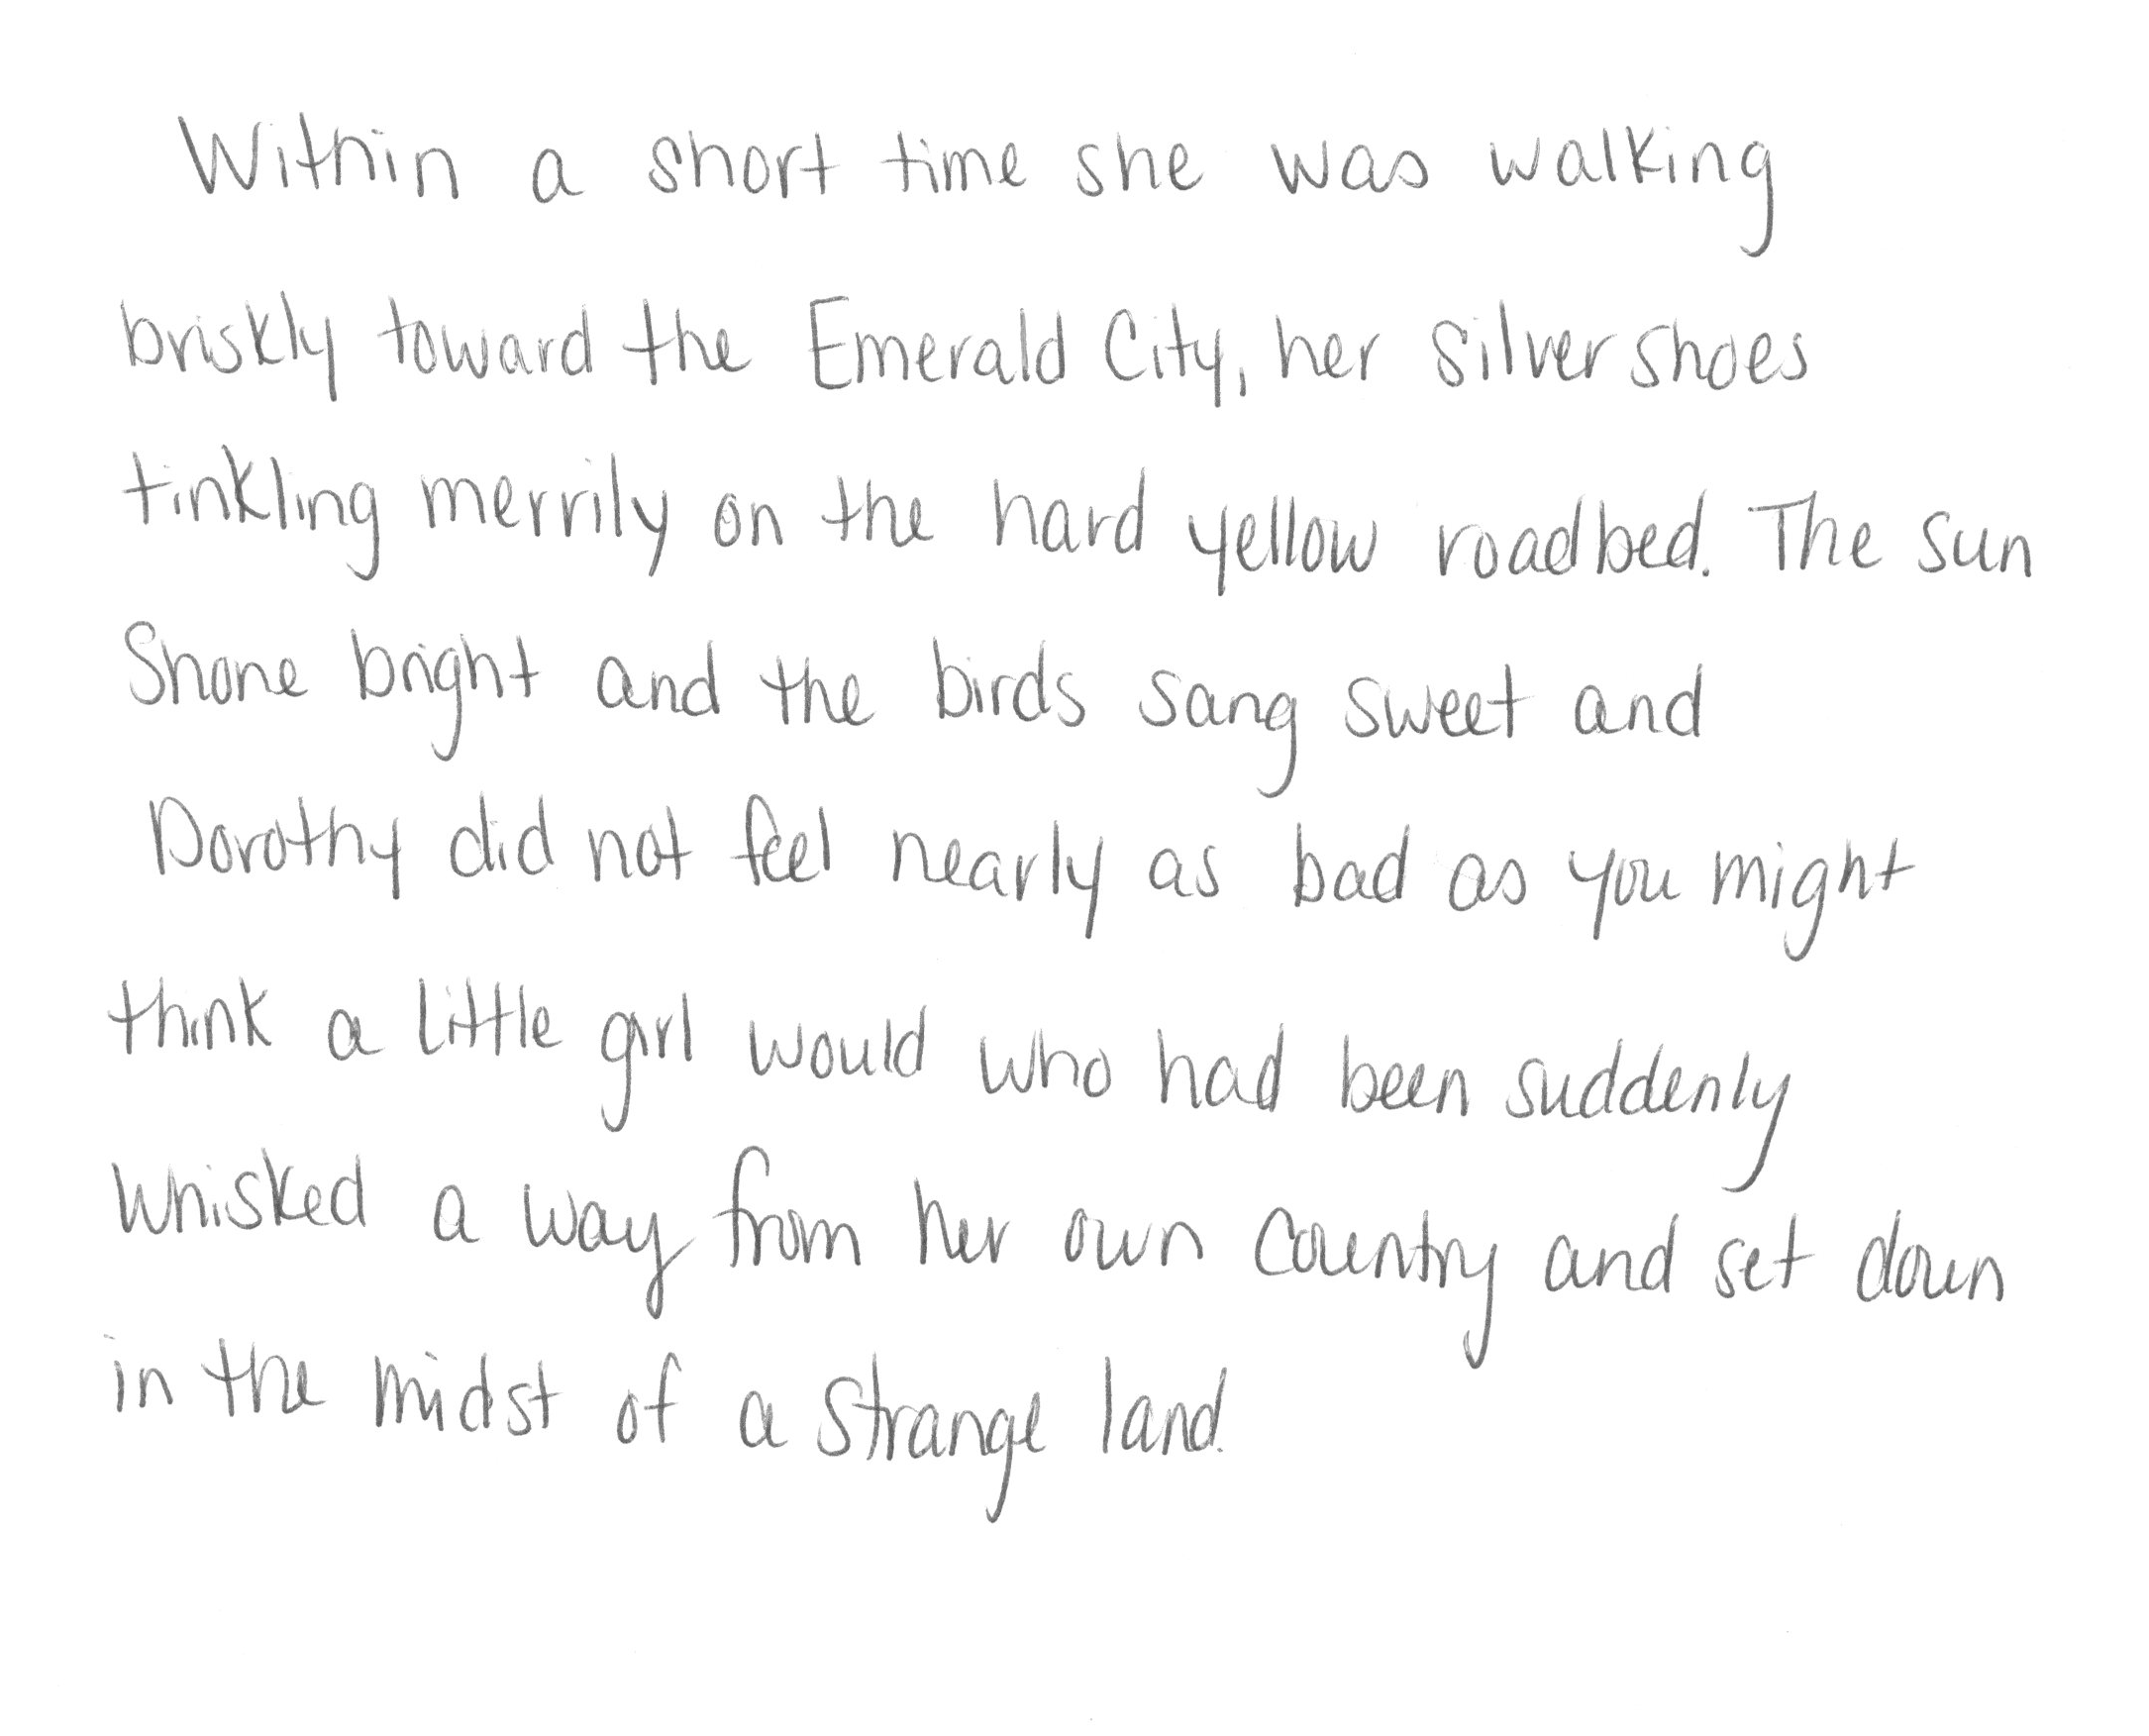 Within a short time she was walking
briskly toward the Emerald City, her silver shoes
tinkling merrily on the hard yellow roadbed. The sun
Shone bright and the birds sang sweet and
Dorothy did not feel nearly as bad as you might
think a little girl would who had been suddenly
whisked a way from her own country and set down
in the midst of a strange land.